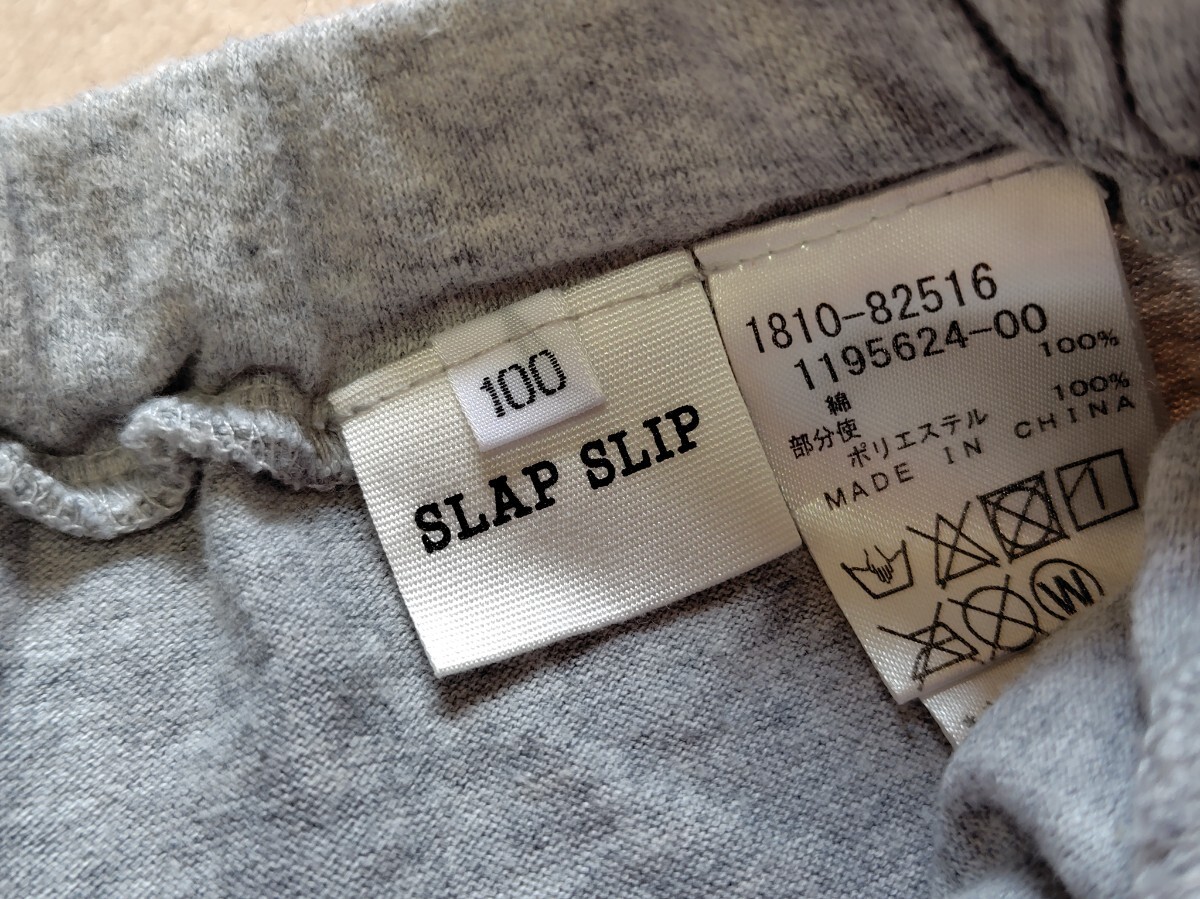 100
SLAP SLIP
1810-82516
1195624-00
綿 100%
部分使
ポリエステル 100%
MADE IN CHINA
W